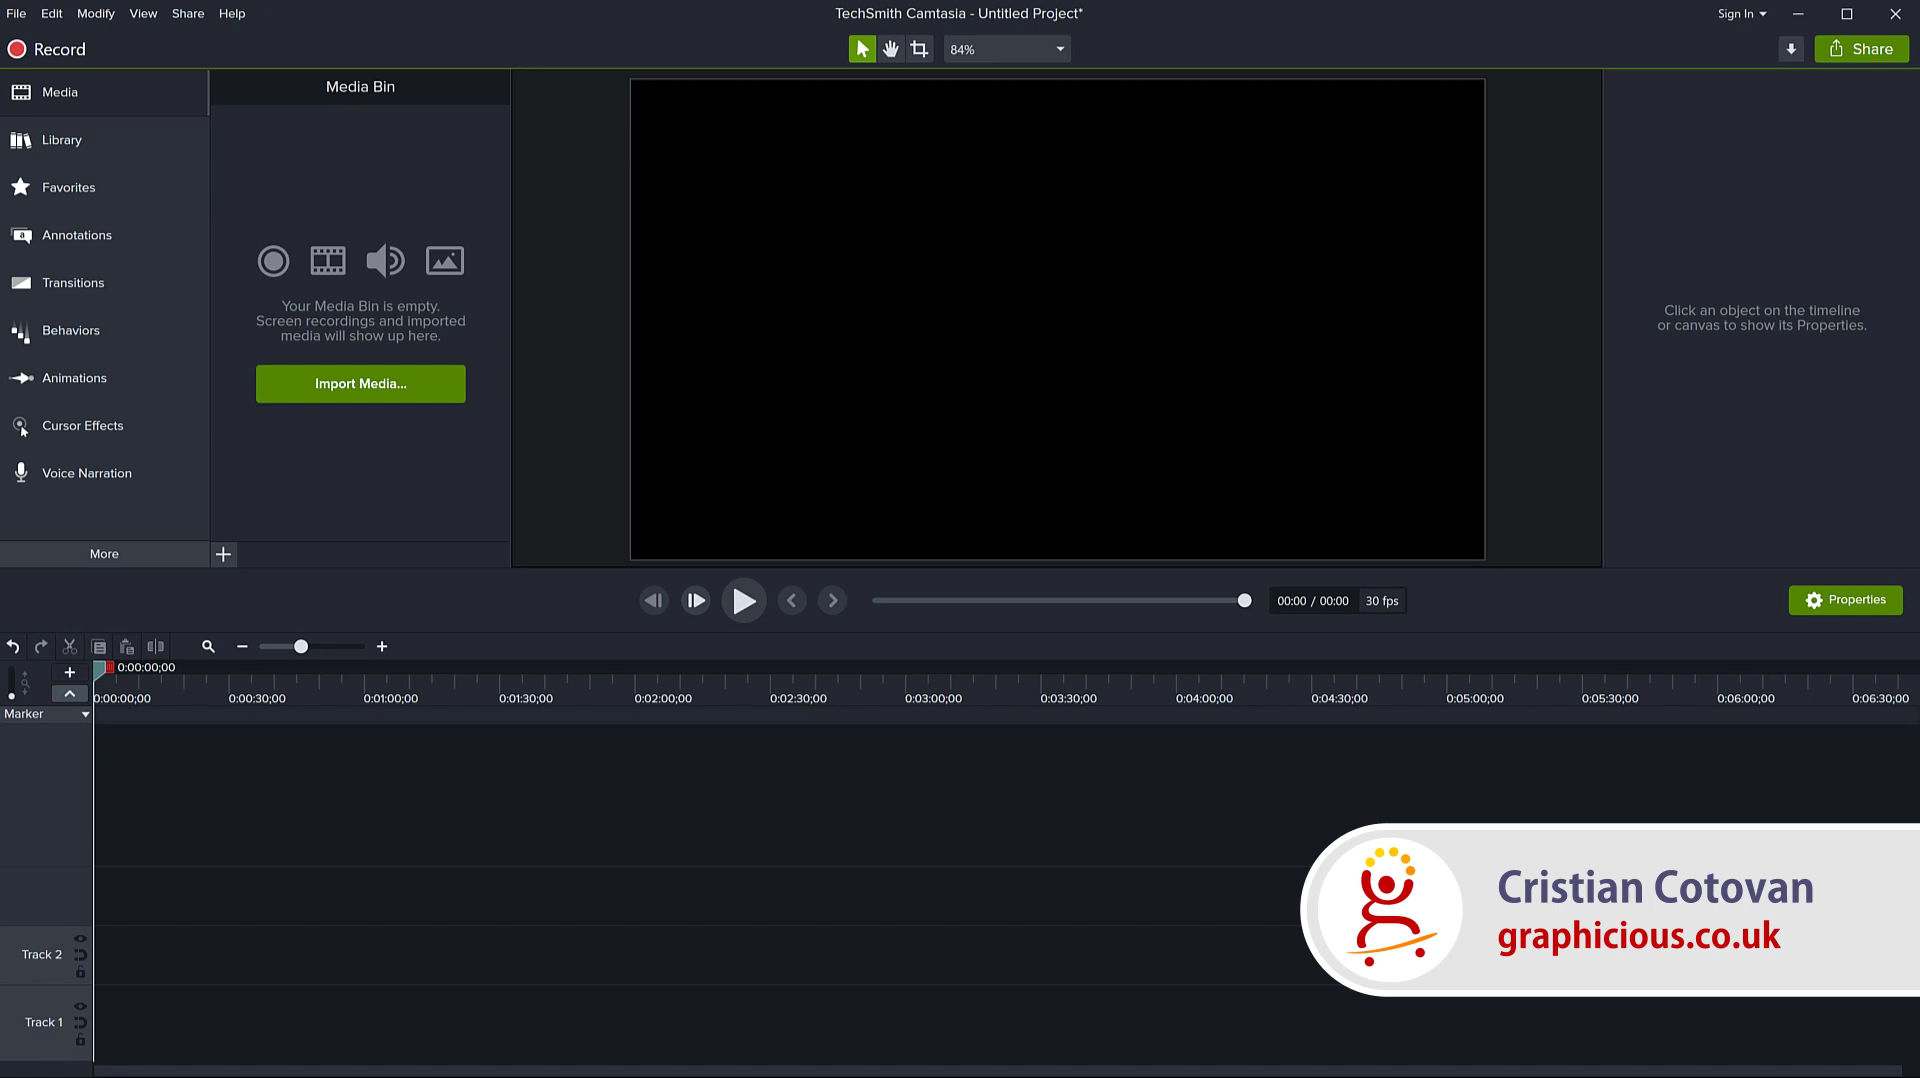 File Edit Modify View Share Help
TechSmith Camtasia - Untitled Project*
Sign In
Record
84%
Share
Media
Library
Favorites
Annotations
Transitions
Behaviors
Animations
Cursor Effects
Voice Narration
More
Media Bin
Your Media Bin is empty.
Screen recordings and imported
media will show up here.
Import Media...
Click an object on the timeline
or canvas to show its Properties.
00:00 / 00:00 30 fps
Properties
0:00:00;00
0:00:00;00 0:00:30;00 0:01:00;00 0:01:30;00 0:02:00;00 0:02:30;00 0:03:00;00 0:03:30;00 0:04:00;00 0:04:30;00 0:05:00;00 0:05:30;00 0:06:00;00 0:06:30;00
Marker
Track 2
Track 1
Cristian Cotovan
graphicious.co.uk